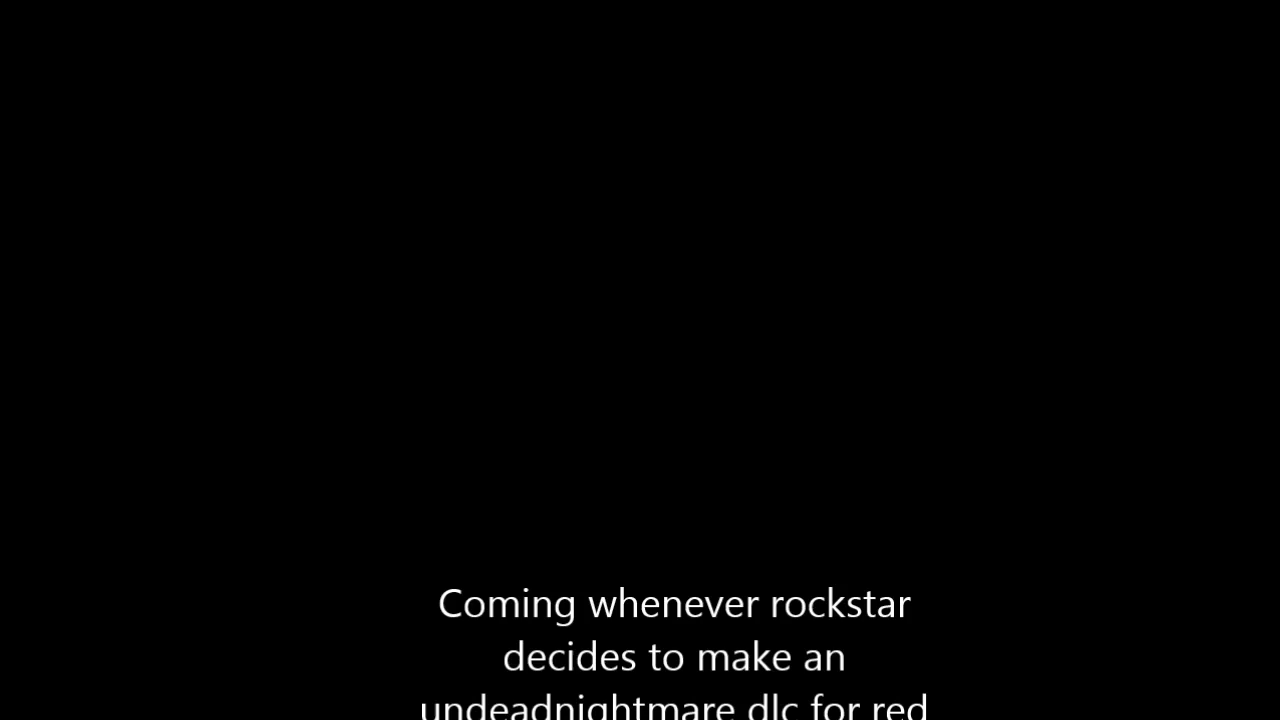 Coming whenever rockstar
decides to make an
undeadnightmare dlc for red